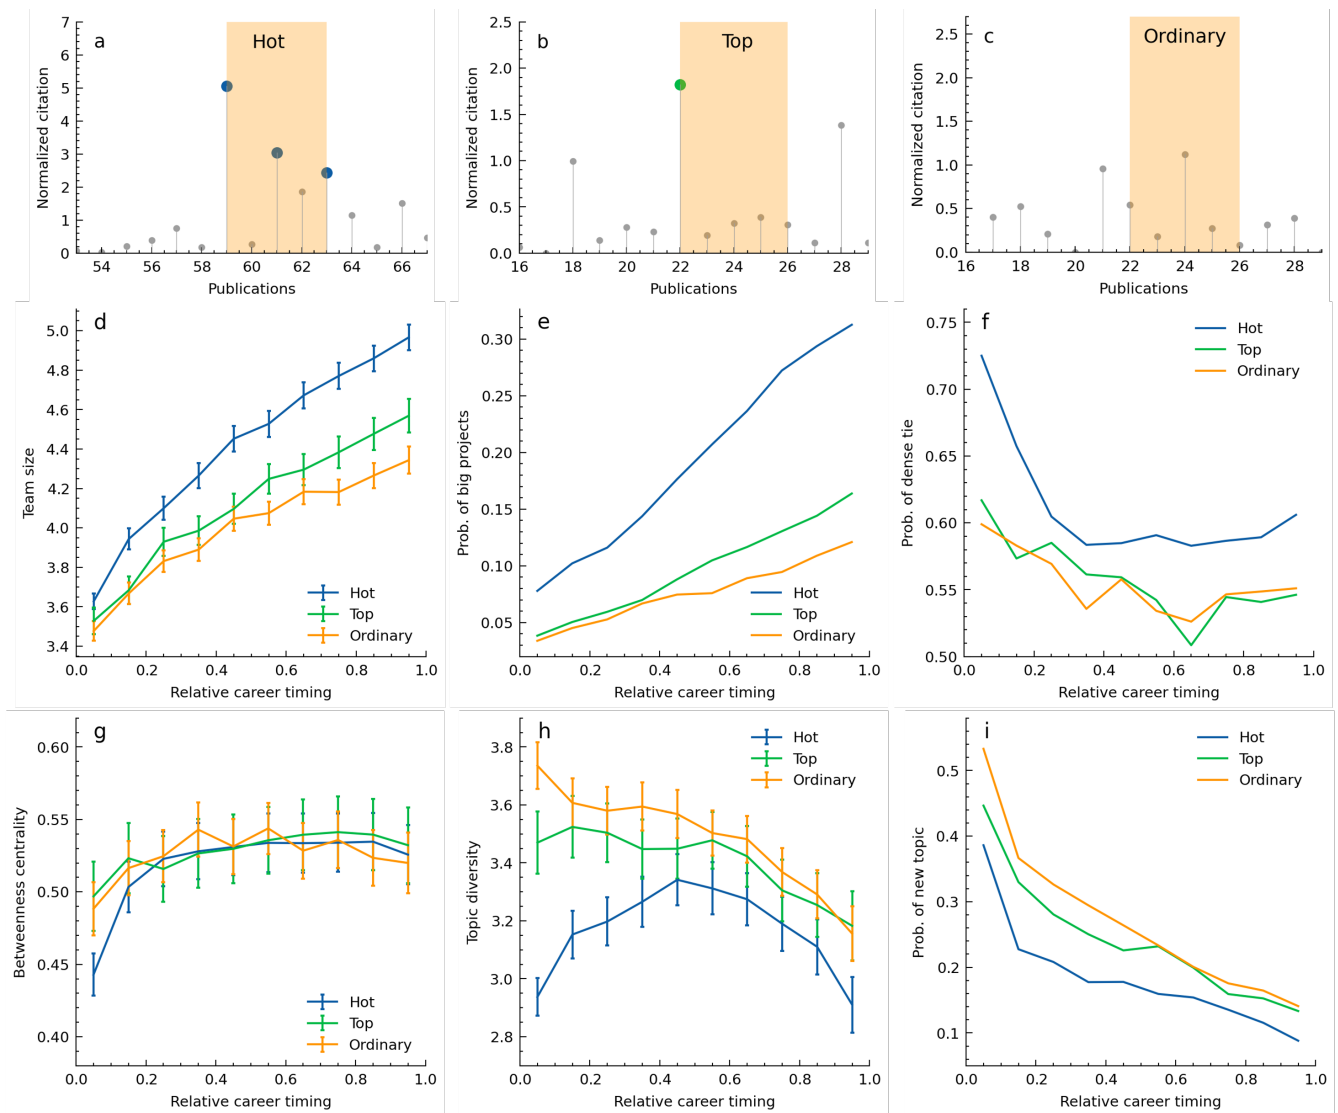 a
Hot
7
6
5
4
3
2
1
0
54 56 58 60 62 64 66
Normalized citation
Publications
b
Top
2.5
2.0
1.5
1.0
0.5
0.0
16 18 20 22 24 26 28
Normalized citation
Publications
c
Ordinary
2.5
2.0
1.5
1.0
0.5
0.0
16 18 20 22 24 26 28
Normalized citation
Publications
d
5.0
4.8
4.6
4.4
4.2
4.0
3.8
3.6
3.4
Team size
Hot
Top
Ordinary
0.0 0.2 0.4 0.6 0.8 1.0
Relative career timing
e
0.30
0.25
0.20
0.15
0.10
0.05
Prob. of big projects
Hot
Top
Ordinary
0.0 0.2 0.4 0.6 0.8 1.0
Relative career timing
f
0.75
0.70
0.65
0.60
0.55
0.50
Prob. of dense tie
Hot
Top
Ordinary
0.0 0.2 0.4 0.6 0.8 1.0
Relative career timing
g
0.60
0.55
0.50
0.45
0.40
Betweenness centrality
Hot
Top
Ordinary
0.0 0.2 0.4 0.6 0.8 1.0
Relative career timing
h
3.8
3.6
3.4
3.2
3.0
2.8
Topic diversity
Hot
Top
Ordinary
0.0 0.2 0.4 0.6 0.8 1.0
Relative career timing
i
0.5
0.4
0.3
0.2
0.1
Prob. of new topic
Hot
Top
Ordinary
0.0 0.2 0.4 0.6 0.8 1.0
Relative career timing